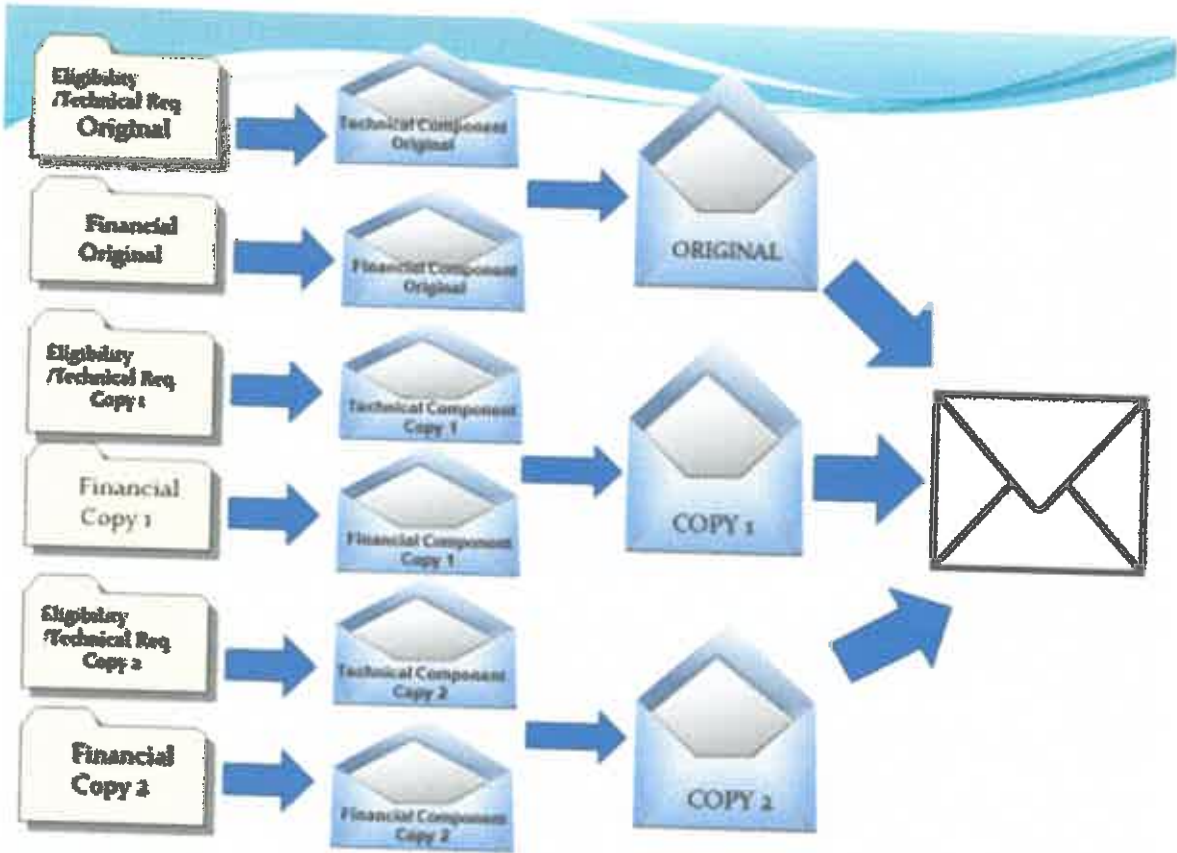 Eligibility
/Technical Req
Original
Technical Component
Original
Financial
Original
Financial Component
Original
ORIGINAL
Eligibility
/Technical Req
Copy 1
Technical Component
Copy 1
Financial
Copy 1
Financial Component
Copy 1
COPY 1
Eligibility
/Technical Req
Copy 2
Technical Component
Copy 2
Financial
Copy 2
Financial Component
Copy 2
COPY 2